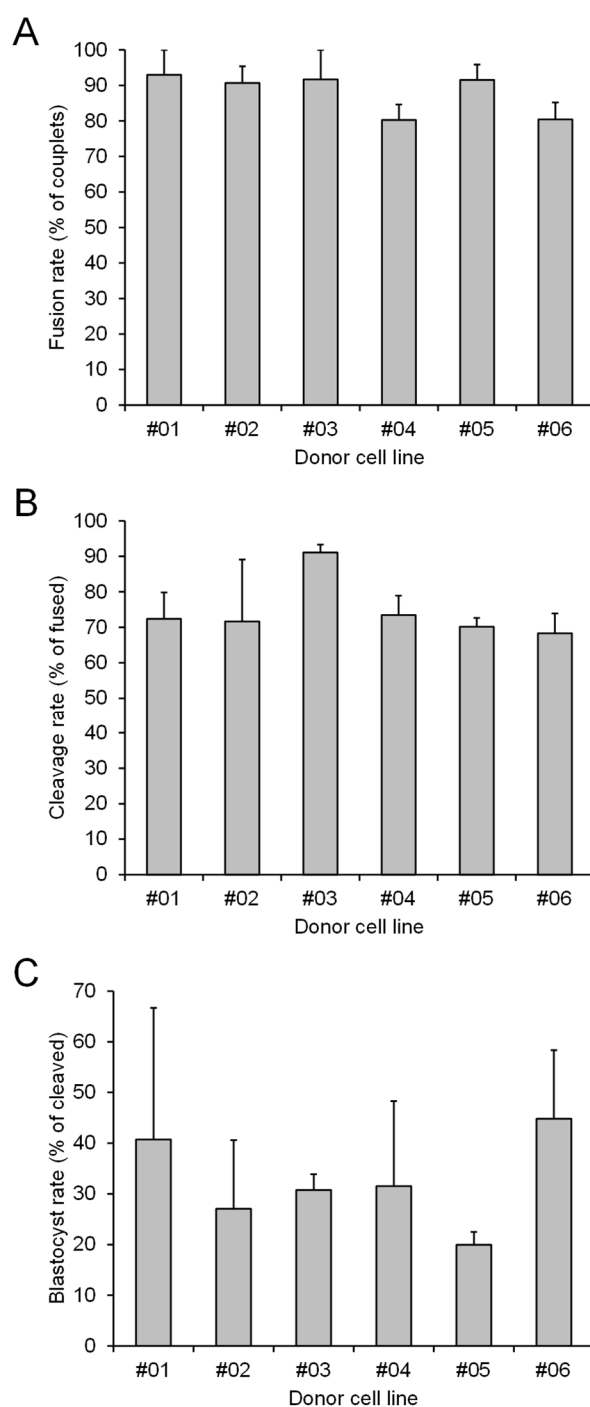 A
Fusion rate (% of couplets)
100
90
80
70
60
50
40
30
20
10
0
#01 #02 #03 #04 #05 #06
Donor cell line
B
Cleavage rate (% of fused)
100
90
80
70
60
50
40
30
20
10
0
#01 #02 #03 #04 #05 #06
Donor cell line
C
Blastocyst rate (% of cleaved)
70
60
50
40
30
20
10
0
#01 #02 #03 #04 #05 #06
Donor cell line